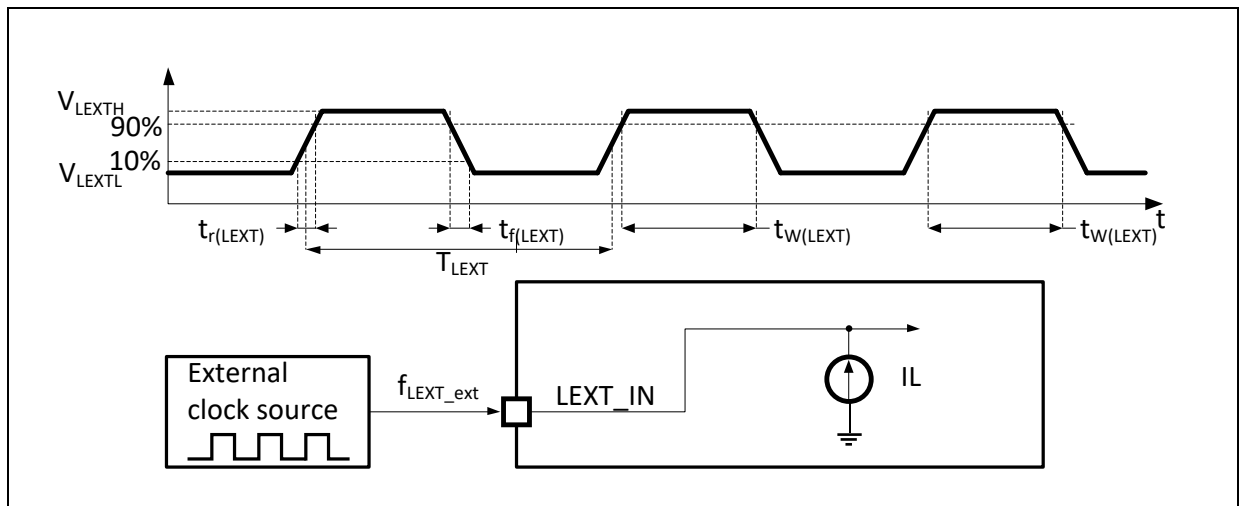 V_LEXTH
90%
10%
V_LEXTL
t
t_r(LEXT)
t_f(LEXT)
t_W(LEXT)
t_W(LEXT)
T_LEXT
External
clock source
f_LEXT_ext
LEXT_IN
IL